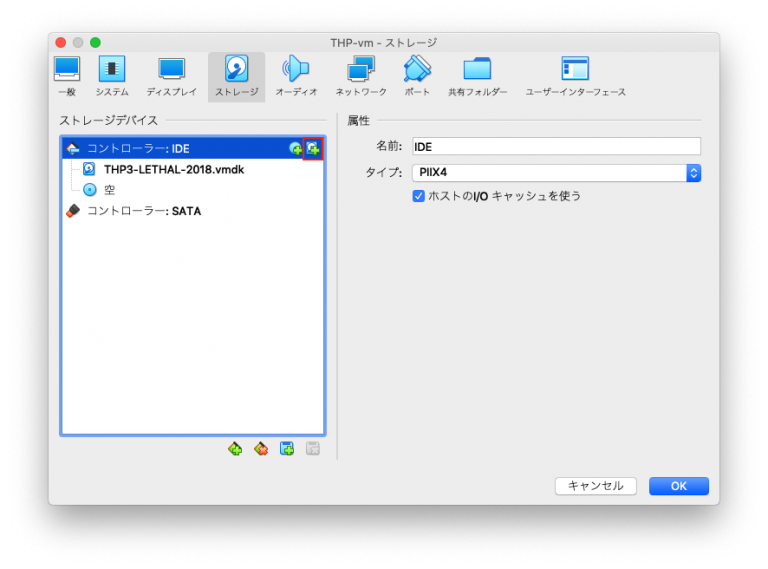 THP-vm - ストレージ
一般 システム ディスプレイ ストレージ オーディオ ネットワーク ポート 共有フォルダー ユーザーインターフェース
ストレージデバイス
コントローラー: IDE
THP3-LETHAL-2018.vmdk
空
コントローラー: SATA
属性
名前: IDE
タイプ: PIIX4
ホストのI/O キャッシュを使う
キャンセル OK